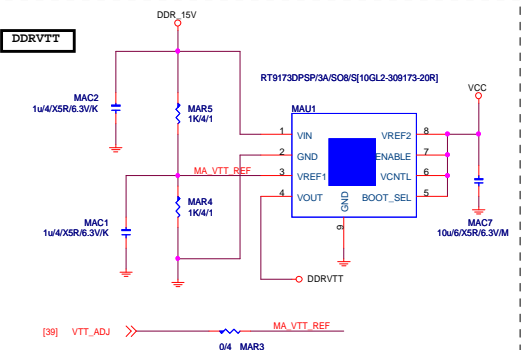 DDR_15V
DDRVTT
RT9173DPSP/3A/SO8/S[10GL2-309173-20R]
VCC
MAC2
1u/4/X5R/6.3V/K
MAR5
1K/4/1
MAU1
1 VIN VREF2 8
2 GND ENABLE 7
MA_VTT_REF 3 VREF1 VCNTL 6
4 VOUT BOOT_SEL 5
GND
9
MAR4
1K/4/1
MAC1
1u/4/X5R/6.3V/K
MAC7
10u/6/X5R/6.3V/M
DDRVTT
[39] VTT_ADJ MA_VTT_REF
0/4 MAR3